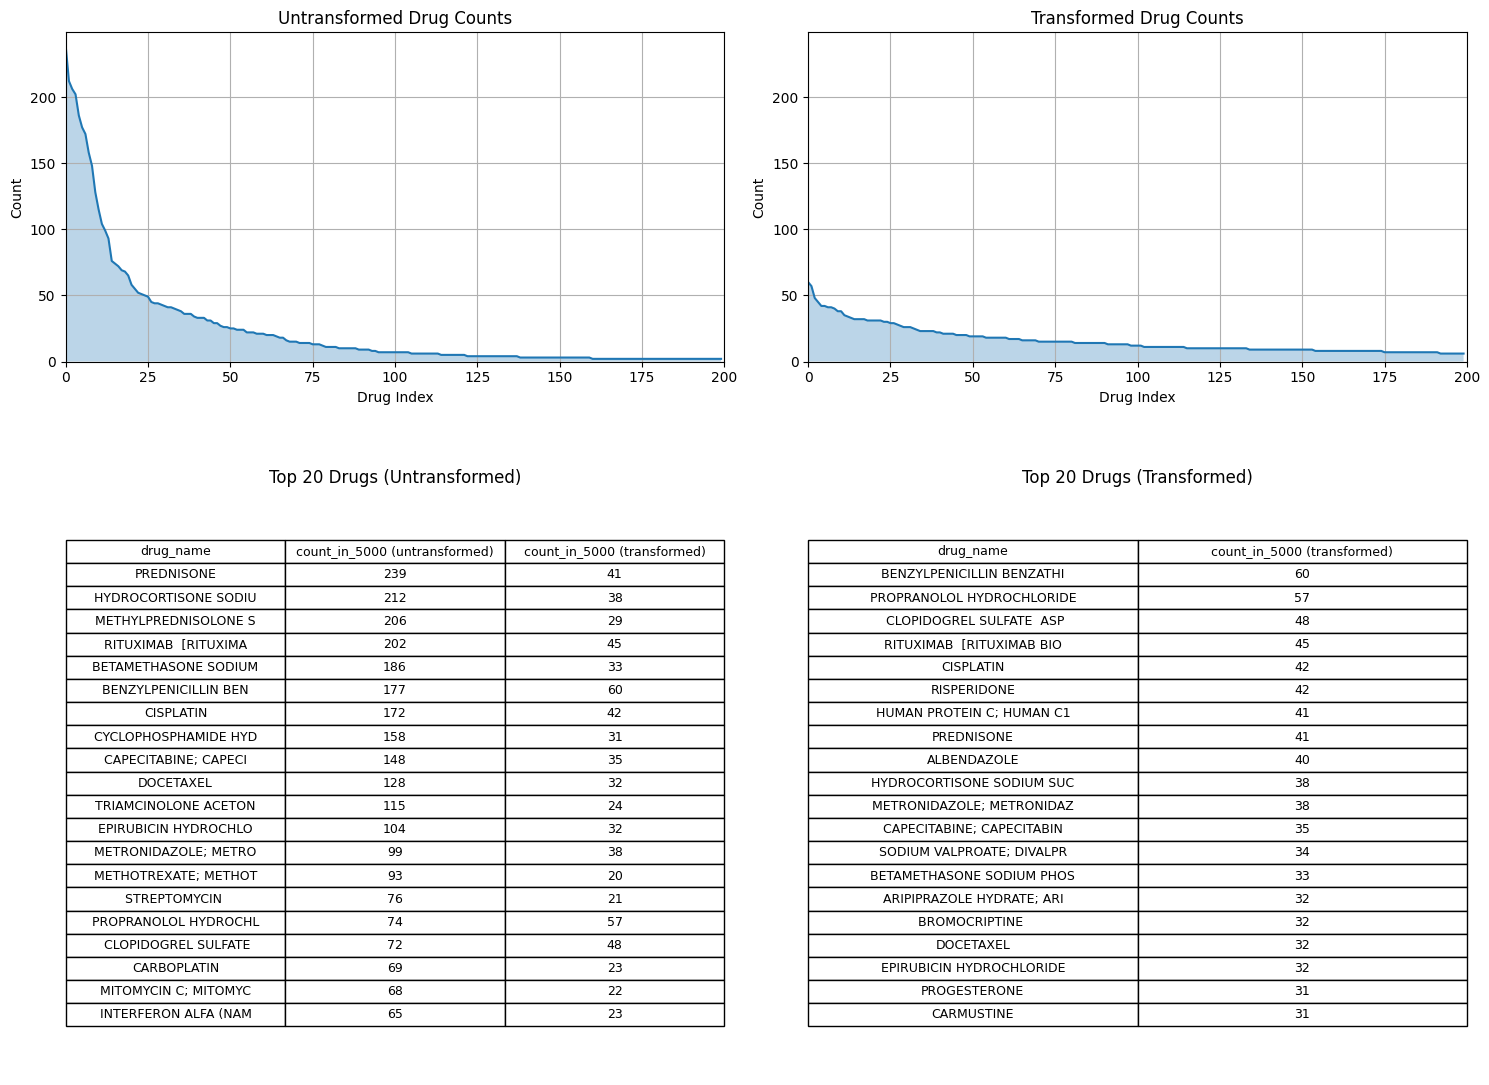 Untransformed Drug Counts
Count
200
150
100
50
0
0 25 50 75 100 125 150 175 200
Drug Index
Transformed Drug Counts
Count
200
150
100
50
0
0 25 50 75 100 125 150 175 200
Drug Index
Top 20 Drugs (Untransformed)
drug_name count_in_5000 (untransformed) count_in_5000 (transformed)
PREDNISONE 239 41
HYDROCORTISONE SODIU 212 38
METHYLPREDNISOLONE S 206 29
RITUXIMAB [RITUXIMA 202 45
BETAMETHASONE SODIUM 186 33
BENZYLPENICILLIN BEN 177 60
CISPLATIN 172 42
CYCLOPHOSPHAMIDE HYD 158 31
CAPECITABINE; CAPECI 148 35
DOCETAXEL 128 32
TRIAMCINOLONE ACETON 115 24
EPIRUBICIN HYDROCHLO 104 32
METRONIDAZOLE; METRO 99 38
METHOTREXATE; METHOT 93 20
STREPTOMYCIN 76 21
PROPRANOLOL HYDROCHL 74 57
CLOPIDOGREL SULFATE 72 48
CARBOPLATIN 69 23
MITOMYCIN C; MITOMYC 68 22
INTERFERON ALFA (NAM 65 23
Top 20 Drugs (Transformed)
drug_name count_in_5000 (transformed)
BENZYLPENICILLIN BENZATHI 60
PROPRANOLOL HYDROCHLORIDE 57
CLOPIDOGREL SULFATE ASP 48
RITUXIMAB [RITUXIMAB BIO 45
CISPLATIN 42
RISPERIDONE 42
HUMAN PROTEIN C; HUMAN C1 41
PREDNISONE 41
ALBENDAZOLE 40
HYDROCORTISONE SODIUM SUC 38
METRONIDAZOLE; METRONIDAZ 38
CAPECITABINE; CAPECITABIN 35
SODIUM VALPROATE; DIVALPR 34
BETAMETHASONE SODIUM PHOS 33
ARIPIPRAZOLE HYDRATE; ARI 32
BROMOCRIPTINE 32
DOCETAXEL 32
EPIRUBICIN HYDROCHLORIDE 32
PROGESTERONE 31
CARMUSTINE 31